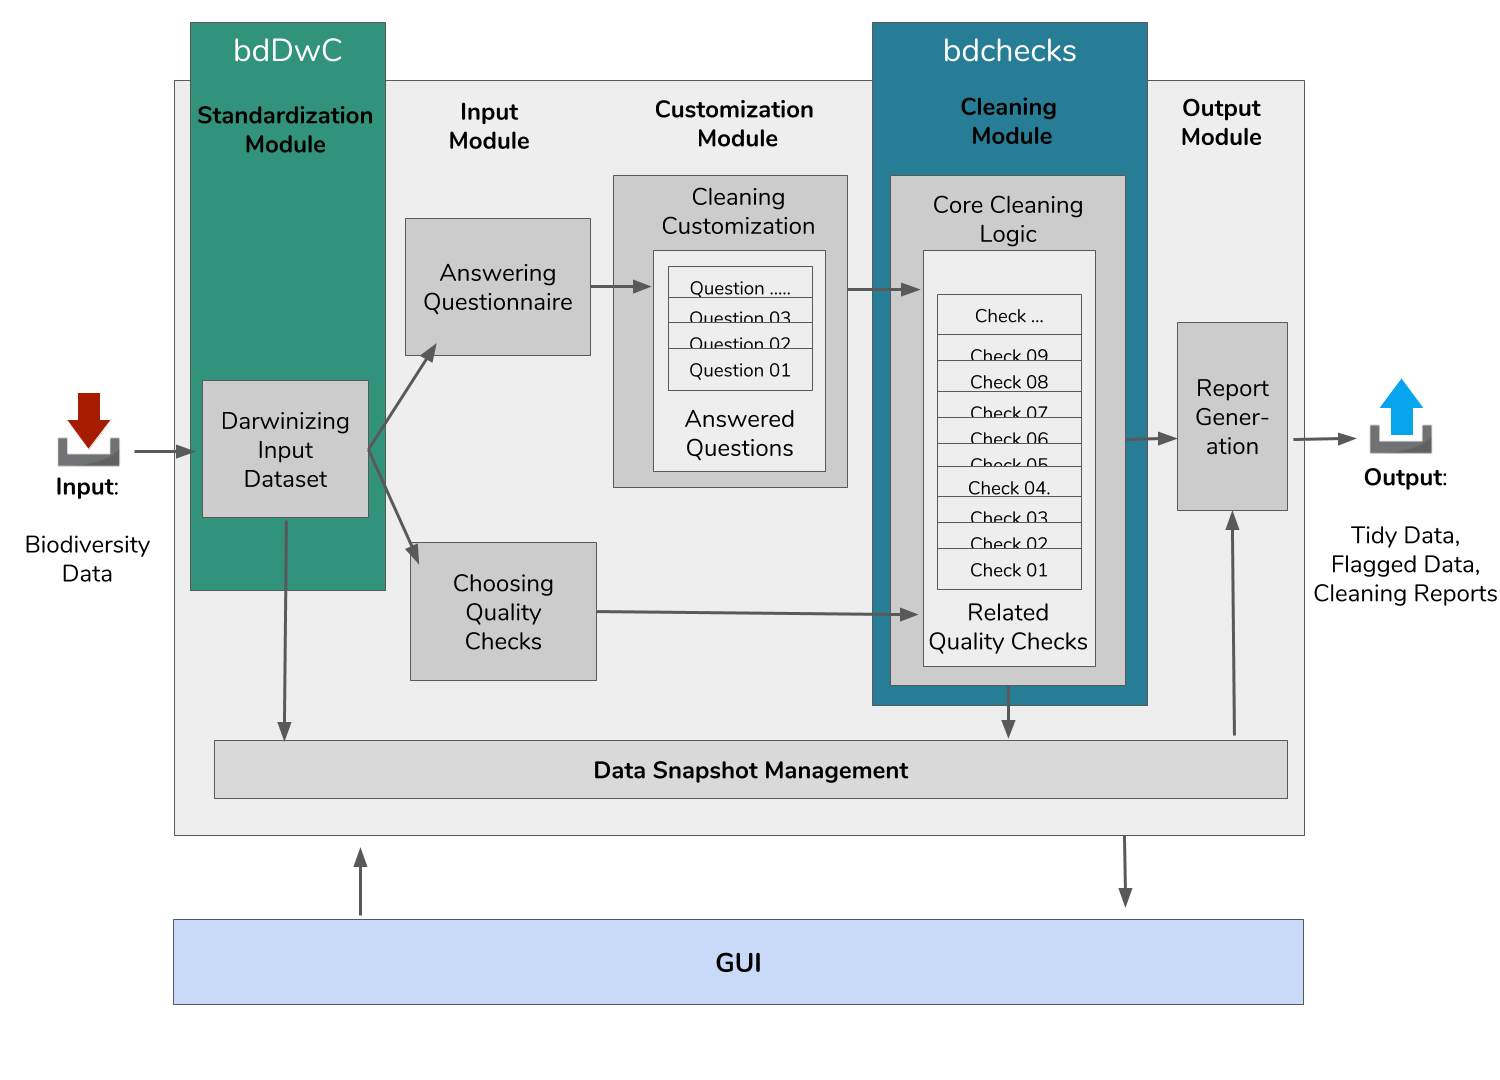 bdDwC
Standardization
Module
Input
Module
Customization
Module
bdchecks
Cleaning
Module
Output
Module
Input:
Biodiversity
Data
Darwinizing
Input
Dataset
Answering
Questionnaire
Choosing
Quality
Checks
Cleaning
Customization
Question .....
Question 03
Question 02
Question 01
Answered
Questions
Core Cleaning
Logic
Check ...
Check 09
Check 08
Check 07
Check 06
Check 05
Check 04.
Check 03
Check 02
Check 01
Related
Quality Checks
Report
Gener-
ation
Output:
Tidy Data,
Flagged Data,
Cleaning Reports
Data Snapshot Management
GUI